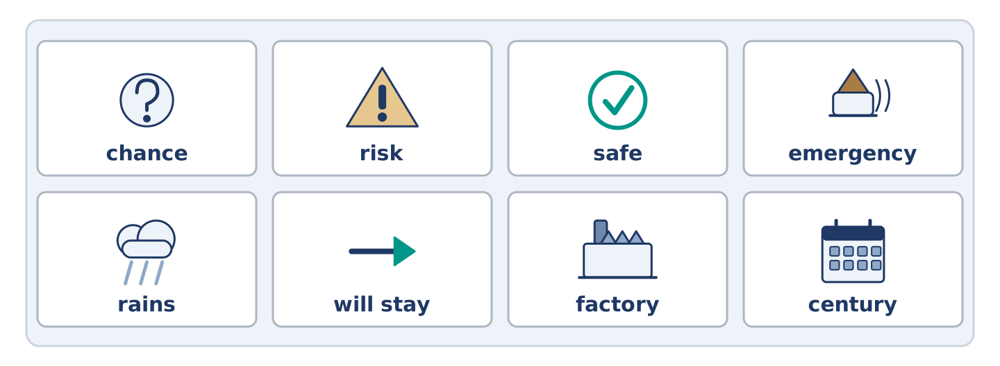 chance
risk
safe
emergency
rains
will stay
factory
century